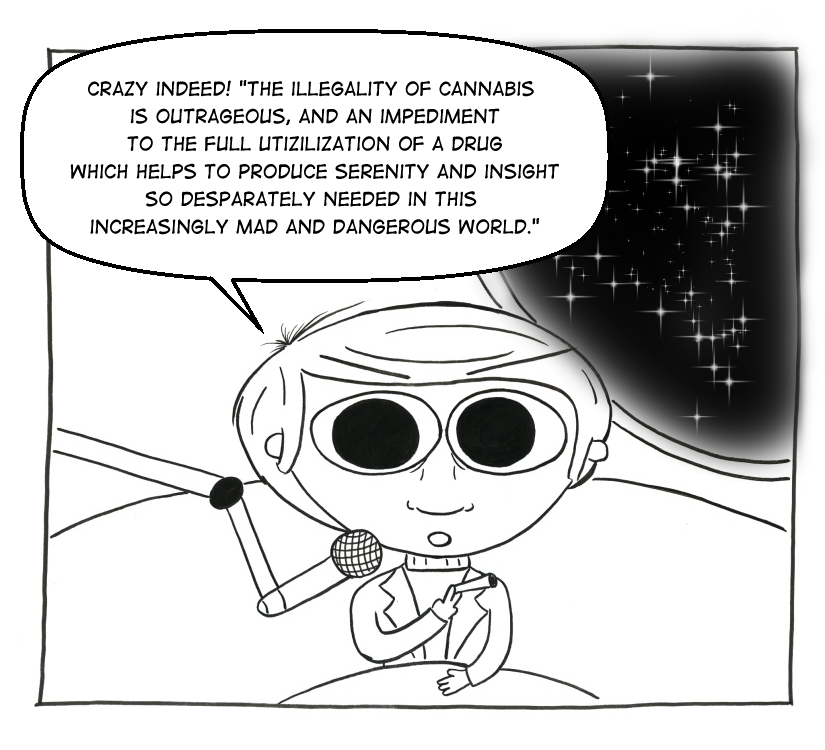 CRAZY INDEED! "THE ILLEGALITY OF CANNABIS
IS OUTRAGEOUS, AND AN IMPEDIMENT
TO THE FULL UTIZILIZATION OF A DRUG
WHICH HELPS TO PRODUCE SERENITY AND INSIGHT
SO DESPARATELY NEEDED IN THIS
INCREASINGLY MAD AND DANGEROUS WORLD."